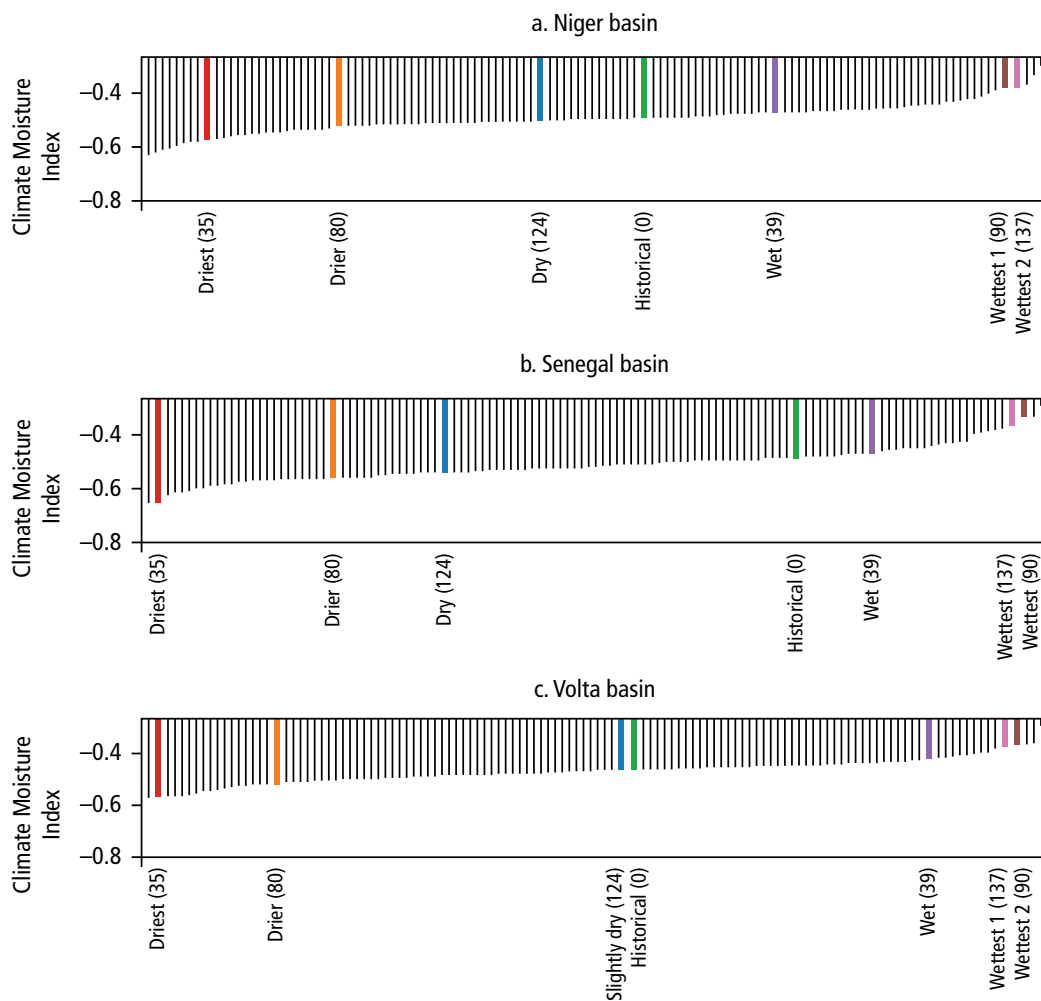 a. Niger basin
Climate Moisture
Index
−0.4
−0.6
−0.8
Driest (35)
Drier (80)
Dry (124)
Historical (0)
Wet (39)
Wettest 1 (90)
Wettest 2 (137)
b. Senegal basin
Climate Moisture
Index
−0.4
−0.6
−0.8
Driest (35)
Drier (80)
Dry (124)
Historical (0)
Wet (39)
Wettest (137)
Wettest (90)
c. Volta basin
Climate Moisture
Index
−0.4
−0.6
−0.8
Driest (35)
Drier (80)
Slightly dry (124)
Historical (0)
Wet (39)
Wettest 1 (137)
Wettest 2 (90)